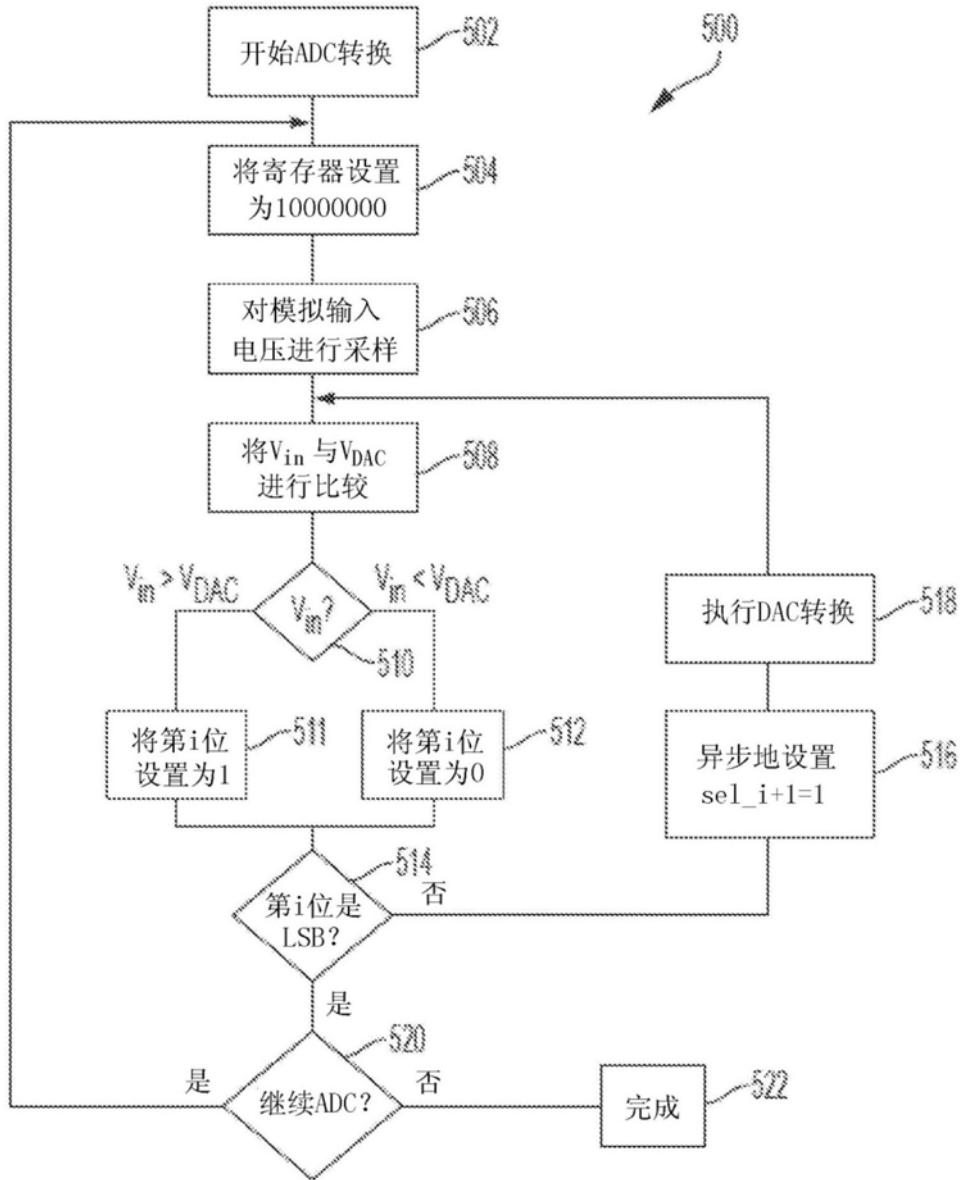 开始ADC转换
502
500
将寄存器设置
为10000000
504
对模拟输入
电压进行采样
506
将Vin 与VDAC
进行比较
508
Vin > VDAC
Vin?
Vin < VDAC
510
执行DAC转换
518
将第i位
设置为1
511
将第i位
设置为0
512
异步地设置
sel_i+1=1
516
第i位是
LSB?
514
否
是
继续ADC?
520
是
否
完成
522